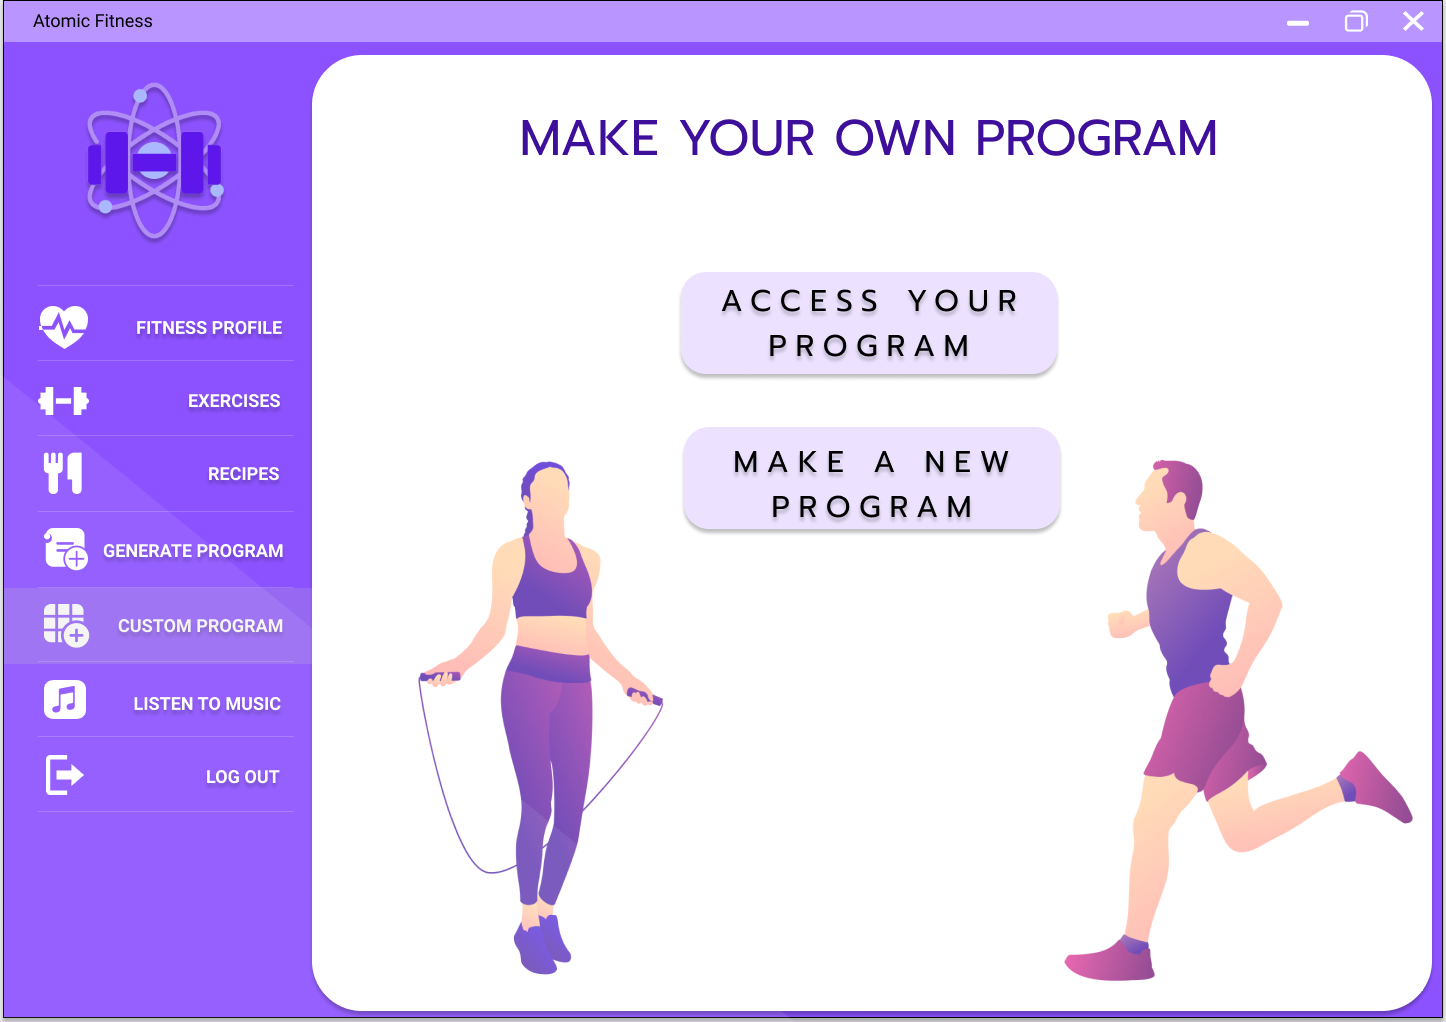 Atomic Fitness
MAKE YOUR OWN PROGRAM
ACCESS YOUR
PROGRAM
MAKE A NEW
PROGRAM
FITNESS PROFILE
EXERCISES
RECIPES
GENERATE PROGRAM
CUSTOM PROGRAM
LISTEN TO MUSIC
LOG OUT